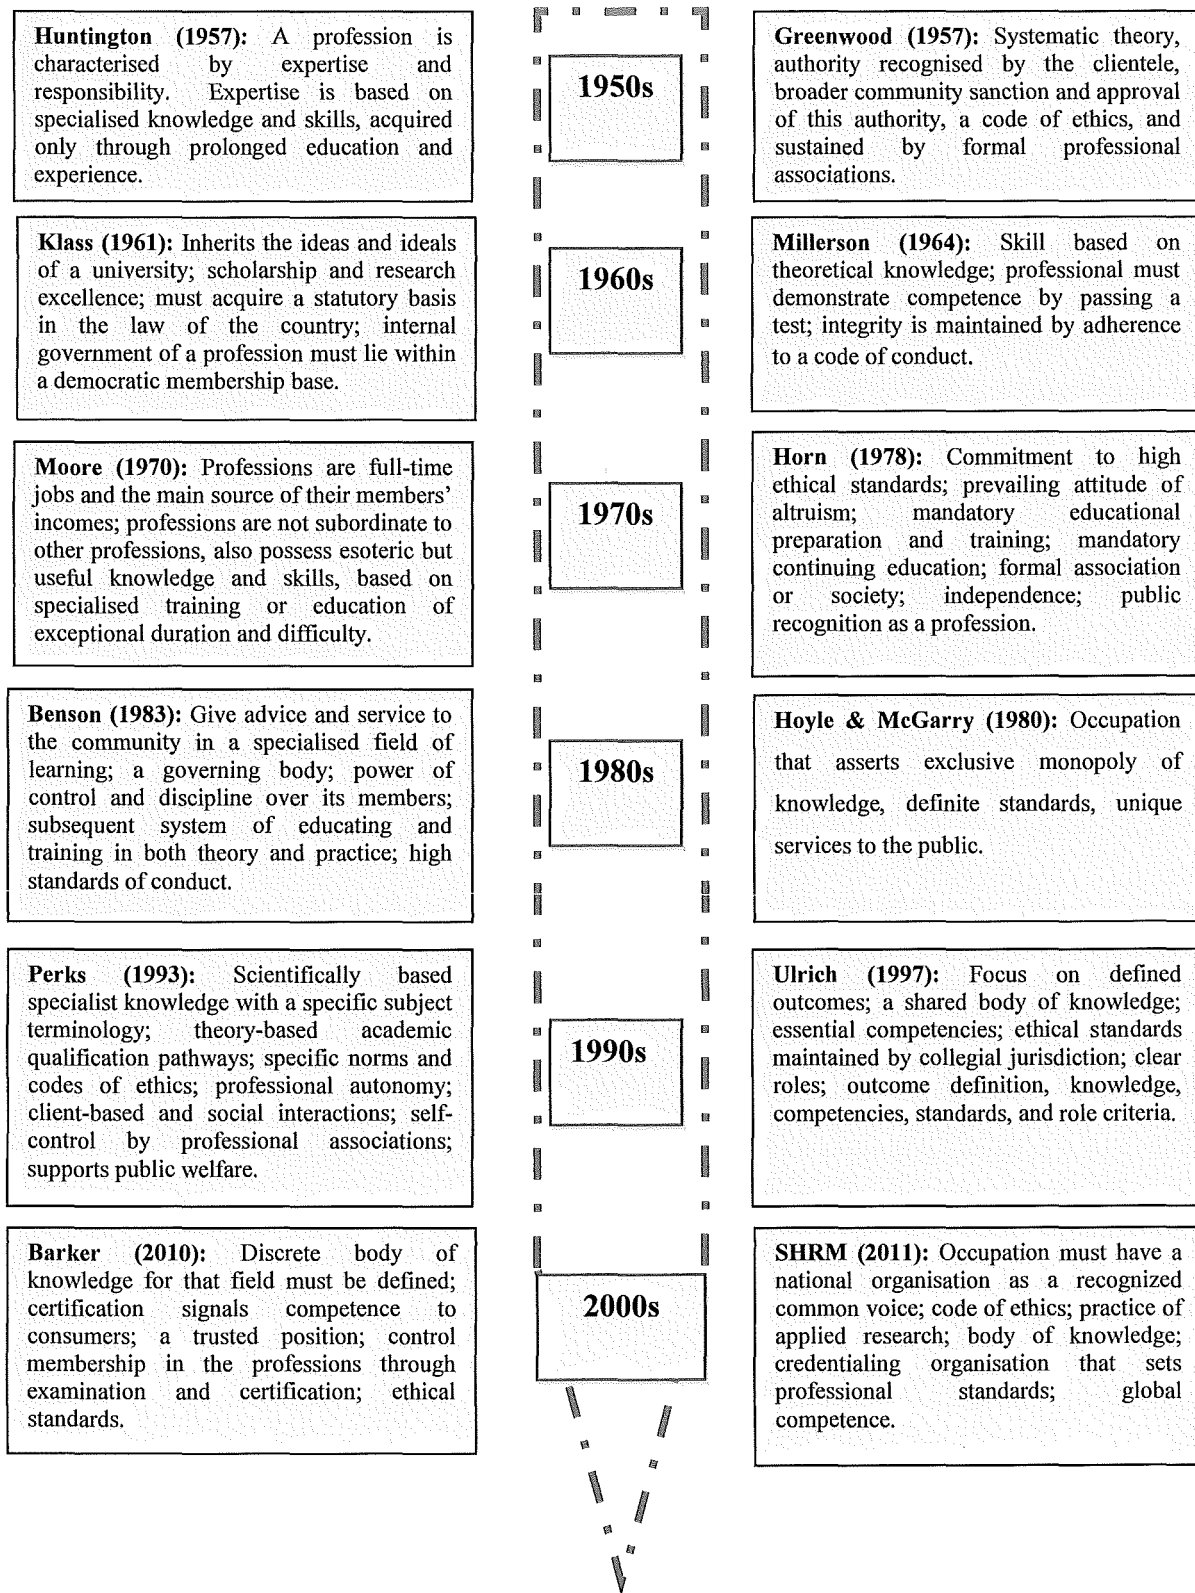 Huntington (1957): A profession is
characterised by expertise and
responsibility. Expertise is based on
specialised knowledge and skills, acquired
only through prolonged education and
experience.
1950s
Greenwood (1957): Systematic theory,
authority recognised by the clientele,
broader community sanction and approval
of this authority, a code of ethics, and
sustained by formal professional
associations.
Klass (1961): Inherits the ideas and ideals
of a university; scholarship and research
excellence; must acquire a statutory basis
in the law of the country; internal
government of a profession must lie within
a democratic membership base.
1960s
Millerson (1964): Skill based on
theoretical knowledge; professional must
demonstrate competence by passing a
test; integrity is maintained by adherence
to a code of conduct.
Moore (1970): Professions are full-time
jobs and the main source of their members'
incomes; professions are not subordinate to
other professions, also possess esoteric but
useful knowledge and skills, based on
specialised training or education of
exceptional duration and difficulty.
1970s
Horn (1978): Commitment to high
ethical standards; prevailing attitude of
altruism; mandatory educational
preparation and training; mandatory
continuing education; formal association
or society; independence; public
recognition as a profession.
Benson (1983): Give advice and service to
the community in a specialised field of
learning; a governing body; power of
control and discipline over its members;
subsequent system of educating and
training in both theory and practice; high
standards of conduct.
1980s
Hoyle & McGarry (1980): Occupation
that asserts exclusive monopoly of
knowledge, definite standards, unique
services to the public.
Perks (1993): Scientifically based
specialist knowledge with a specific subject
terminology; theory-based academic
qualification pathways; specific norms and
codes of ethics; professional autonomy;
client-based and social interactions; self-
control by professional associations;
supports public welfare.
1990s
Ulrich (1997): Focus on defined
outcomes; a shared body of knowledge;
essential competencies; ethical standards
maintained by collegial jurisdiction; clear
roles; outcome definition, knowledge,
competencies, standards, and role criteria.
Barker (2010): Discrete body of
knowledge for that field must be defined;
certification signals competence to
consumers; a trusted position; control
membership in the professions through
examination and certification; ethical
standards.
2000s
SHRM (2011): Occupation must have a
national organisation as a recognized
common voice; code of ethics; practice of
applied research; body of knowledge;
credentialing organisation that sets
professional standards; global
competence.